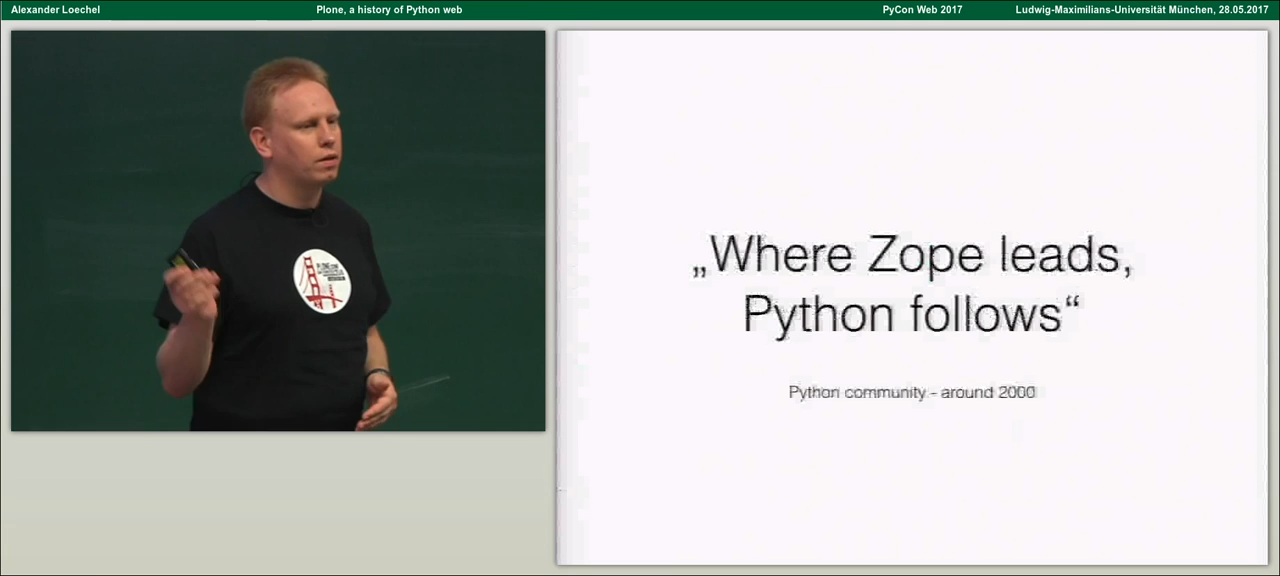 Alexander Loechel
Plone, a history of Python web
PyCon Web 2017
Ludwig-Maximilians-Universität München, 28.05.2017
„Where Zope leads,
Python follows“
Python community - around 2000